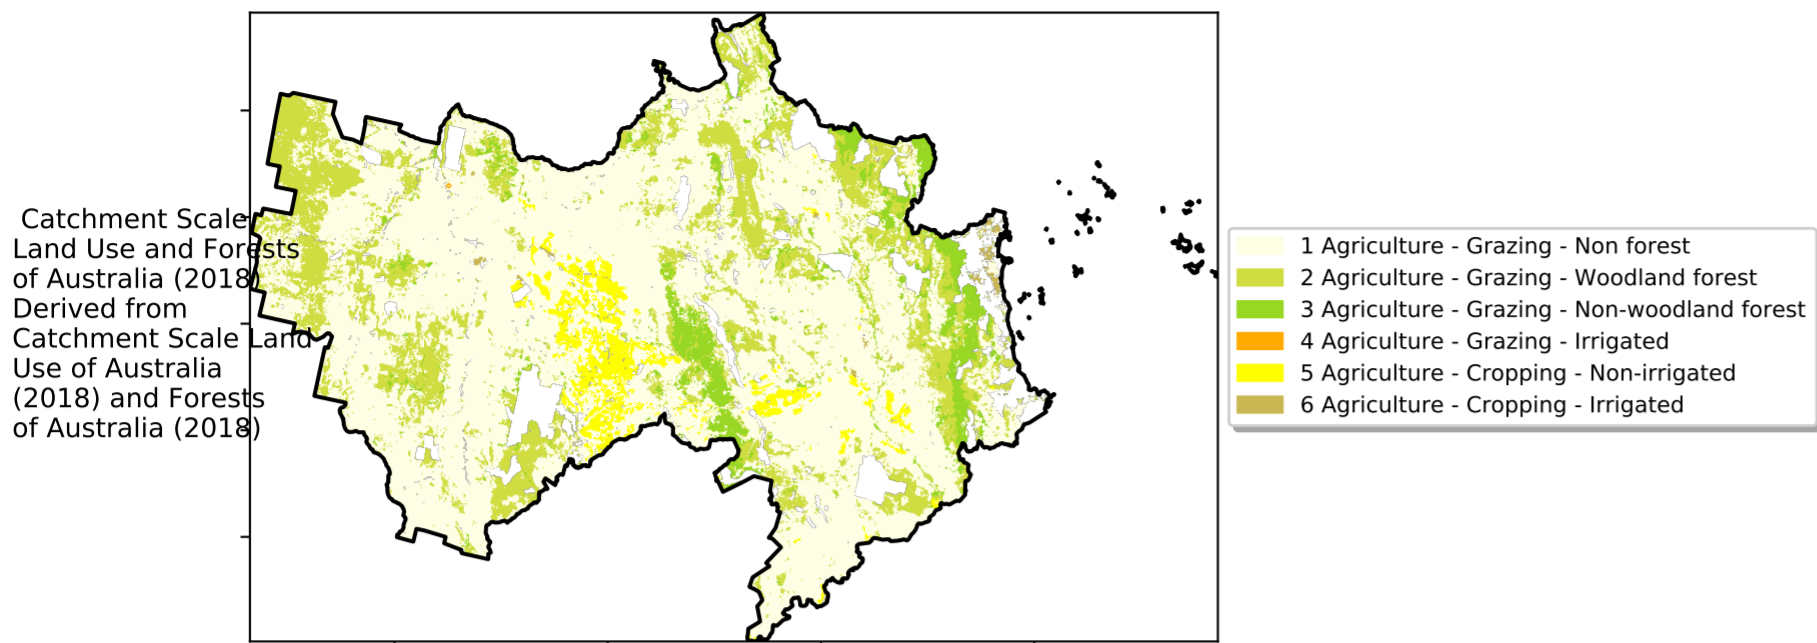 Catchment Scale
Land Use and Forests
of Australia (2018)
Derived from
Catchment Scale Land
Use of Australia
(2018) and Forests
of Australia (2018)
1 Agriculture - Grazing - Non forest
2 Agriculture - Grazing - Woodland forest
3 Agriculture - Grazing - Non-woodland forest
4 Agriculture - Grazing - Irrigated
5 Agriculture - Cropping - Non-irrigated
6 Agriculture - Cropping - Irrigated